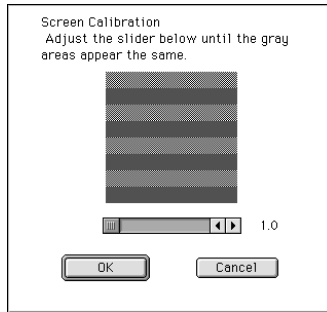 Screen Calibration
Adjust the slider below until the gray
areas appear the same.
1.0
OK
Cancel